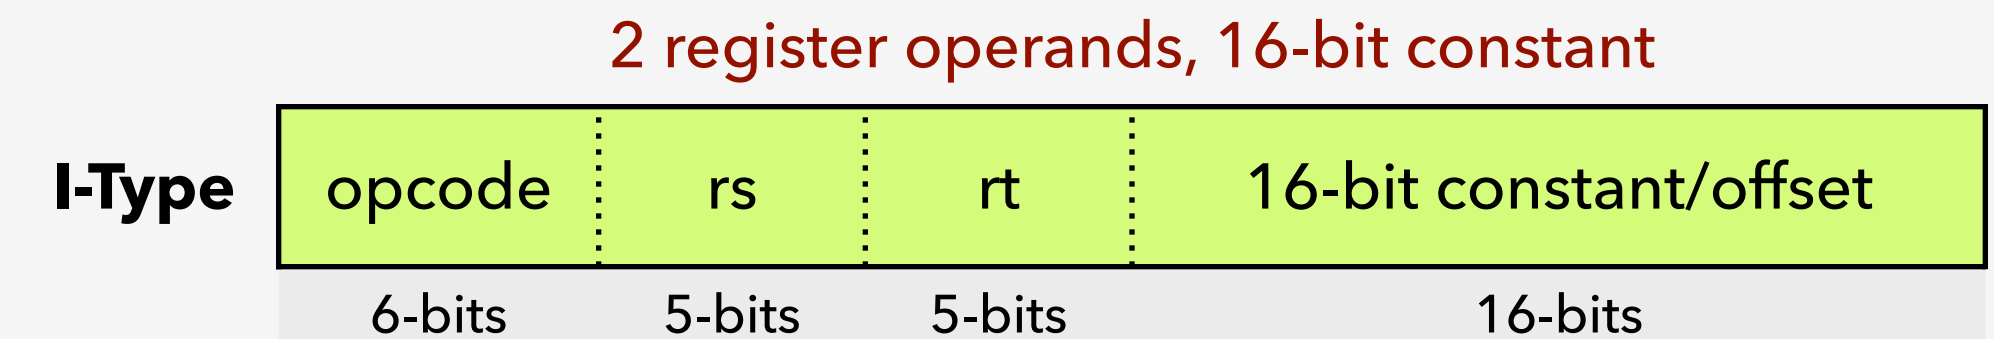 2 register operands, 16-bit constant
I-Type opcode rs rt 16-bit constant/offset
6-bits 5-bits 5-bits 16-bits